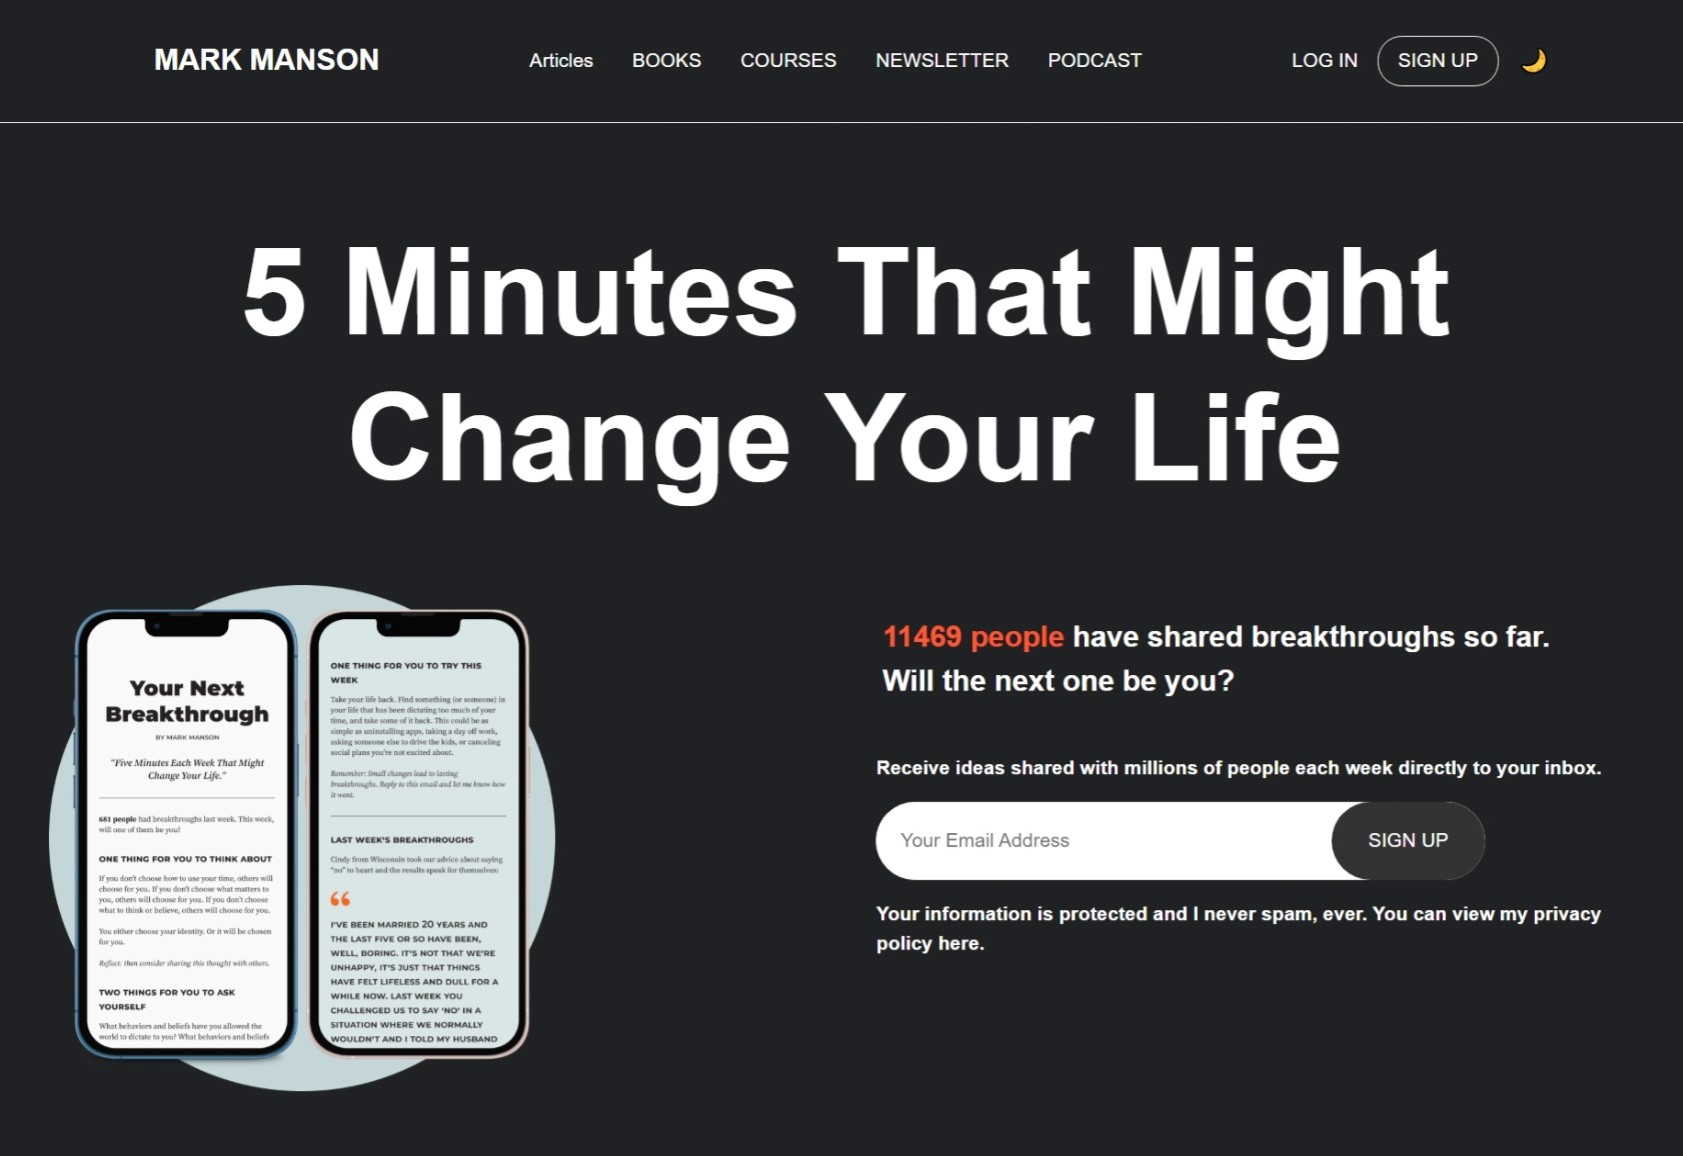 MARK MANSON
Articles BOOKS COURSES NEWSLETTER PODCAST
LOG IN SIGN UP
5 Minutes That Might
Change Your Life
Your Next
Breakthrough
BY MARK MANSON
"Five Minutes Each Week That Might
Change Your Life."
681 people had breakthroughs last week. This week,
will one of them be you?
ONE THING FOR YOU TO THINK ABOUT
If you don't choose how to use your time, others will
choose for you. If you don't choose what matters to
you, others will choose for you. If you don't choose
what to think or believe, others will choose for you.
You either choose your identity. Or it will be chosen
for you.
Reflect: then consider sharing this thought with others.
TWO THINGS FOR YOU TO ASK
YOURSELF
What behaviors and beliefs have you allowed the
world to dictate to you? What behaviors and beliefs
ONE THING FOR YOU TO TRY THIS
WEEK
Take your life back. Find something (or someone) in
your life that has been dictating too much of your
time, and take some of it back. This could be as
simple as uninstalling apps, taking a day off work,
asking someone else to drive the kids, or canceling
social plans you're not excited about.
Remember: Small changes lead to lasting
breakthroughs. Reply to this email and let me know how
it went.
LAST WEEK'S BREAKTHROUGHS
Cindy from Wisconsin took our advice about saying
"no" to heart and the results speak for themselves:
“
I'VE BEEN MARRIED 20 YEARS AND
THE LAST FIVE OR SO HAVE BEEN,
WELL, BORING. IT'S NOT THAT WE'RE
UNHAPPY, IT'S JUST THAT THINGS
HAVE FELT LIFELESS AND DULL FOR A
WHILE NOW. LAST WEEK YOU
CHALLENGED US TO SAY 'NO' IN A
SITUATION WHERE WE NORMALLY
WOULDN'T AND I TOLD MY HUSBAND
11469 people have shared breakthroughs so far.
Will the next one be you?
Receive ideas shared with millions of people each week directly to your inbox.
Your Email Address SIGN UP
Your information is protected and I never spam, ever. You can view my privacy
policy here.